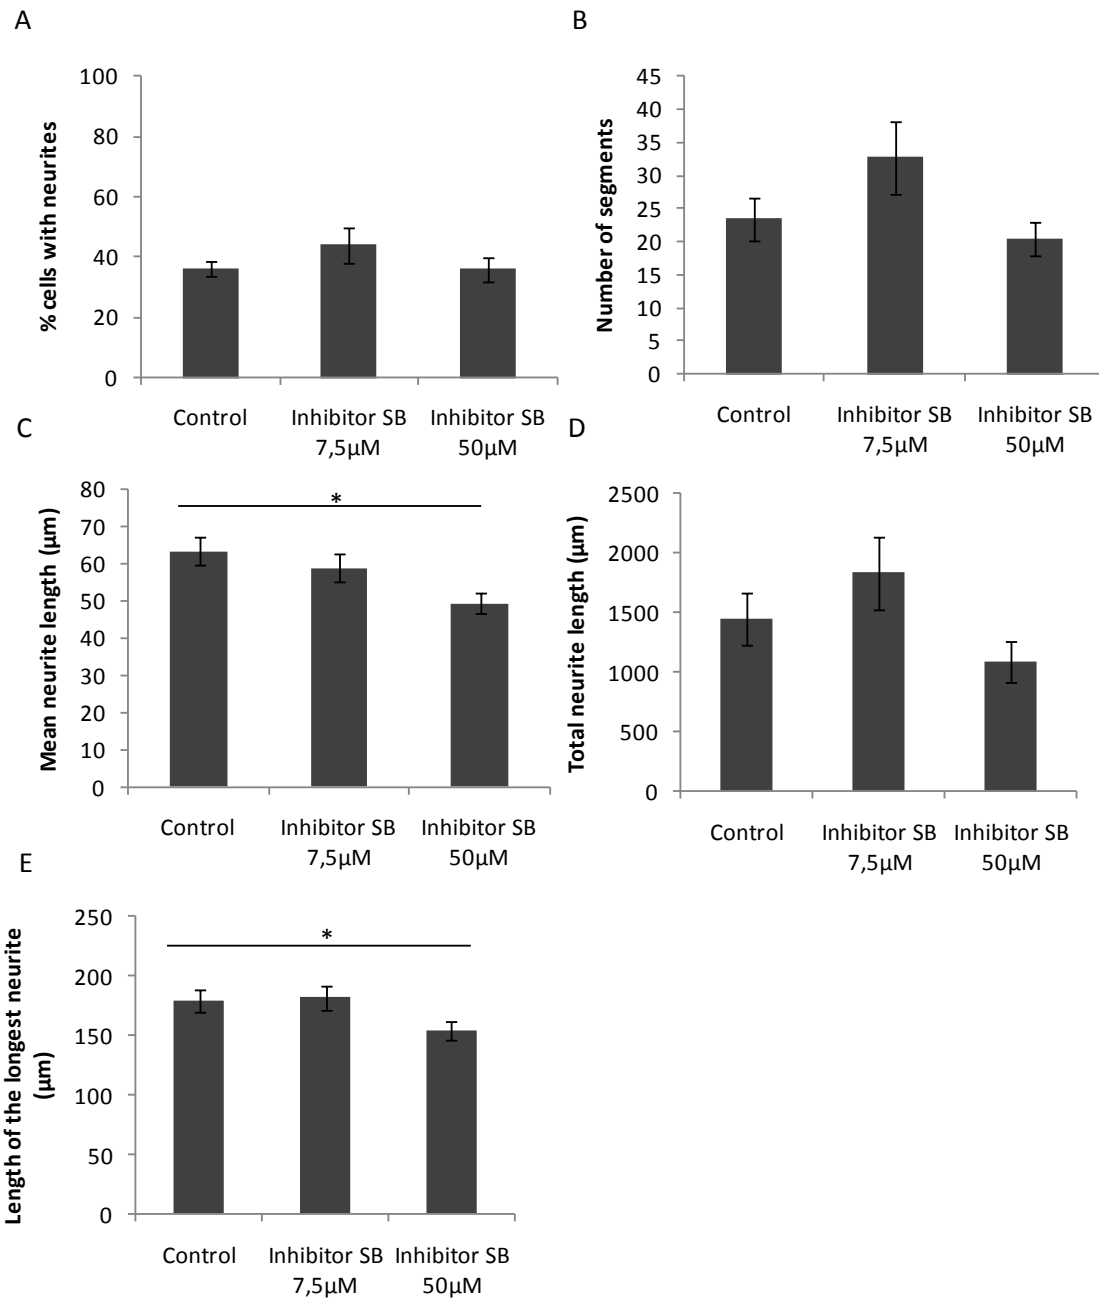 A
% cells with neurites
100
80
60
40
20
0
Control
Inhibitor SB
7,5µM
Inhibitor SB
50µM
B
Number of segments
45
40
35
30
25
20
15
10
5
0
Control
Inhibitor SB
7,5µM
Inhibitor SB
50µM
C
Mean neurite length (µm)
80
70
60
50
40
30
20
10
0
*
Control
Inhibitor SB
7,5µM
Inhibitor SB
50µM
D
Total neurite length (µm)
2500
2000
1500
1000
500
0
Control
Inhibitor SB
7,5µM
Inhibitor SB
50µM
E
Length of the longest neurite
(µm)
250
200
150
100
50
0
*
Control
Inhibitor SB
7,5µM
Inhibitor SB
50µM